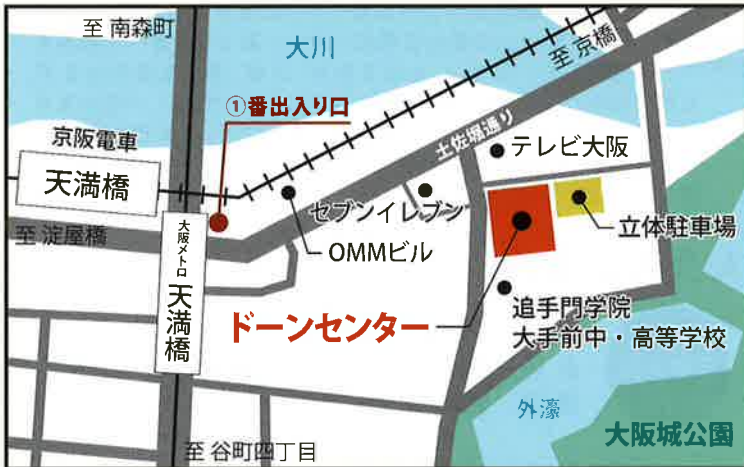 至 南森町
大川
至 京橋
①番出入り口
京阪電車
天満橋
土佐堀通り
テレビ大阪
セブンイレブン
至 淀屋橋
OMMビル
立体駐車場
大阪メトロ
天満橋
ドーンセンター
追手門学院
大手前中・高等学校
外濠
大阪城公園
至 谷町四丁目